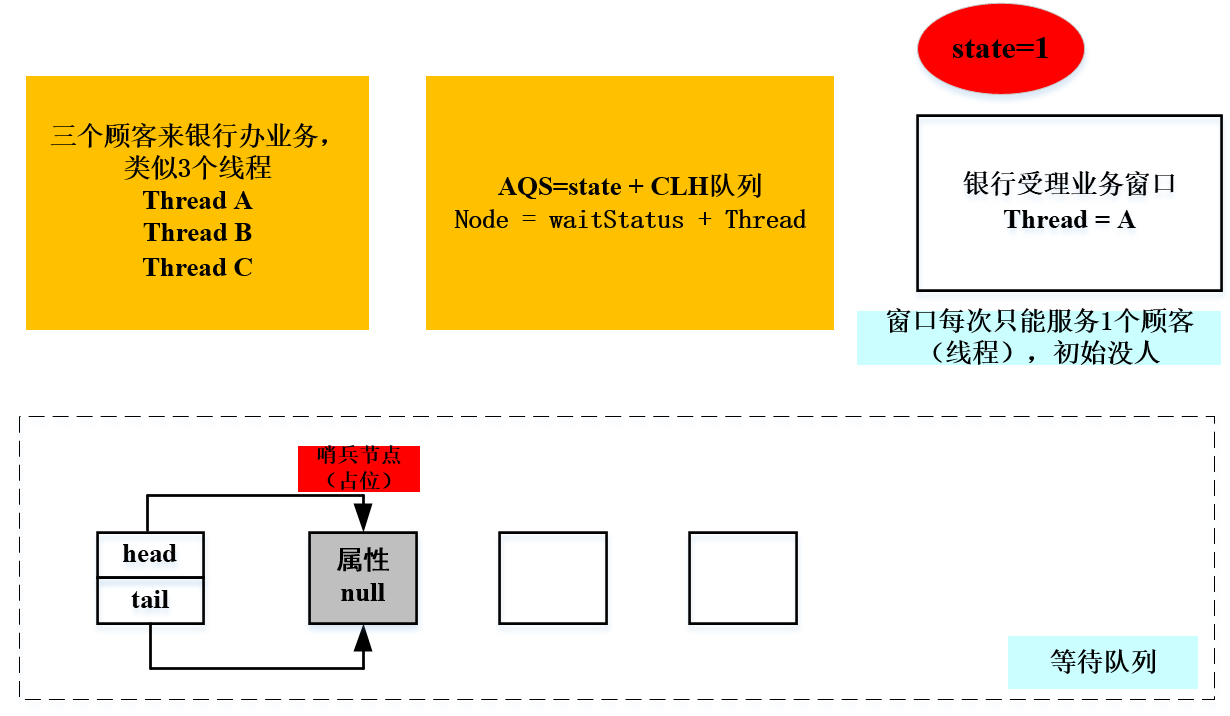 state=1
三个顾客来银行办业务，
类似3个线程
Thread A
Thread B
Thread C
AQS=state + CLH队列
Node = waitStatus + Thread
银行受理业务窗口
Thread = A
窗口每次只能服务1个顾客
（线程），初始没人
哨兵节点
（占位）
head
tail
属性
null
等待队列